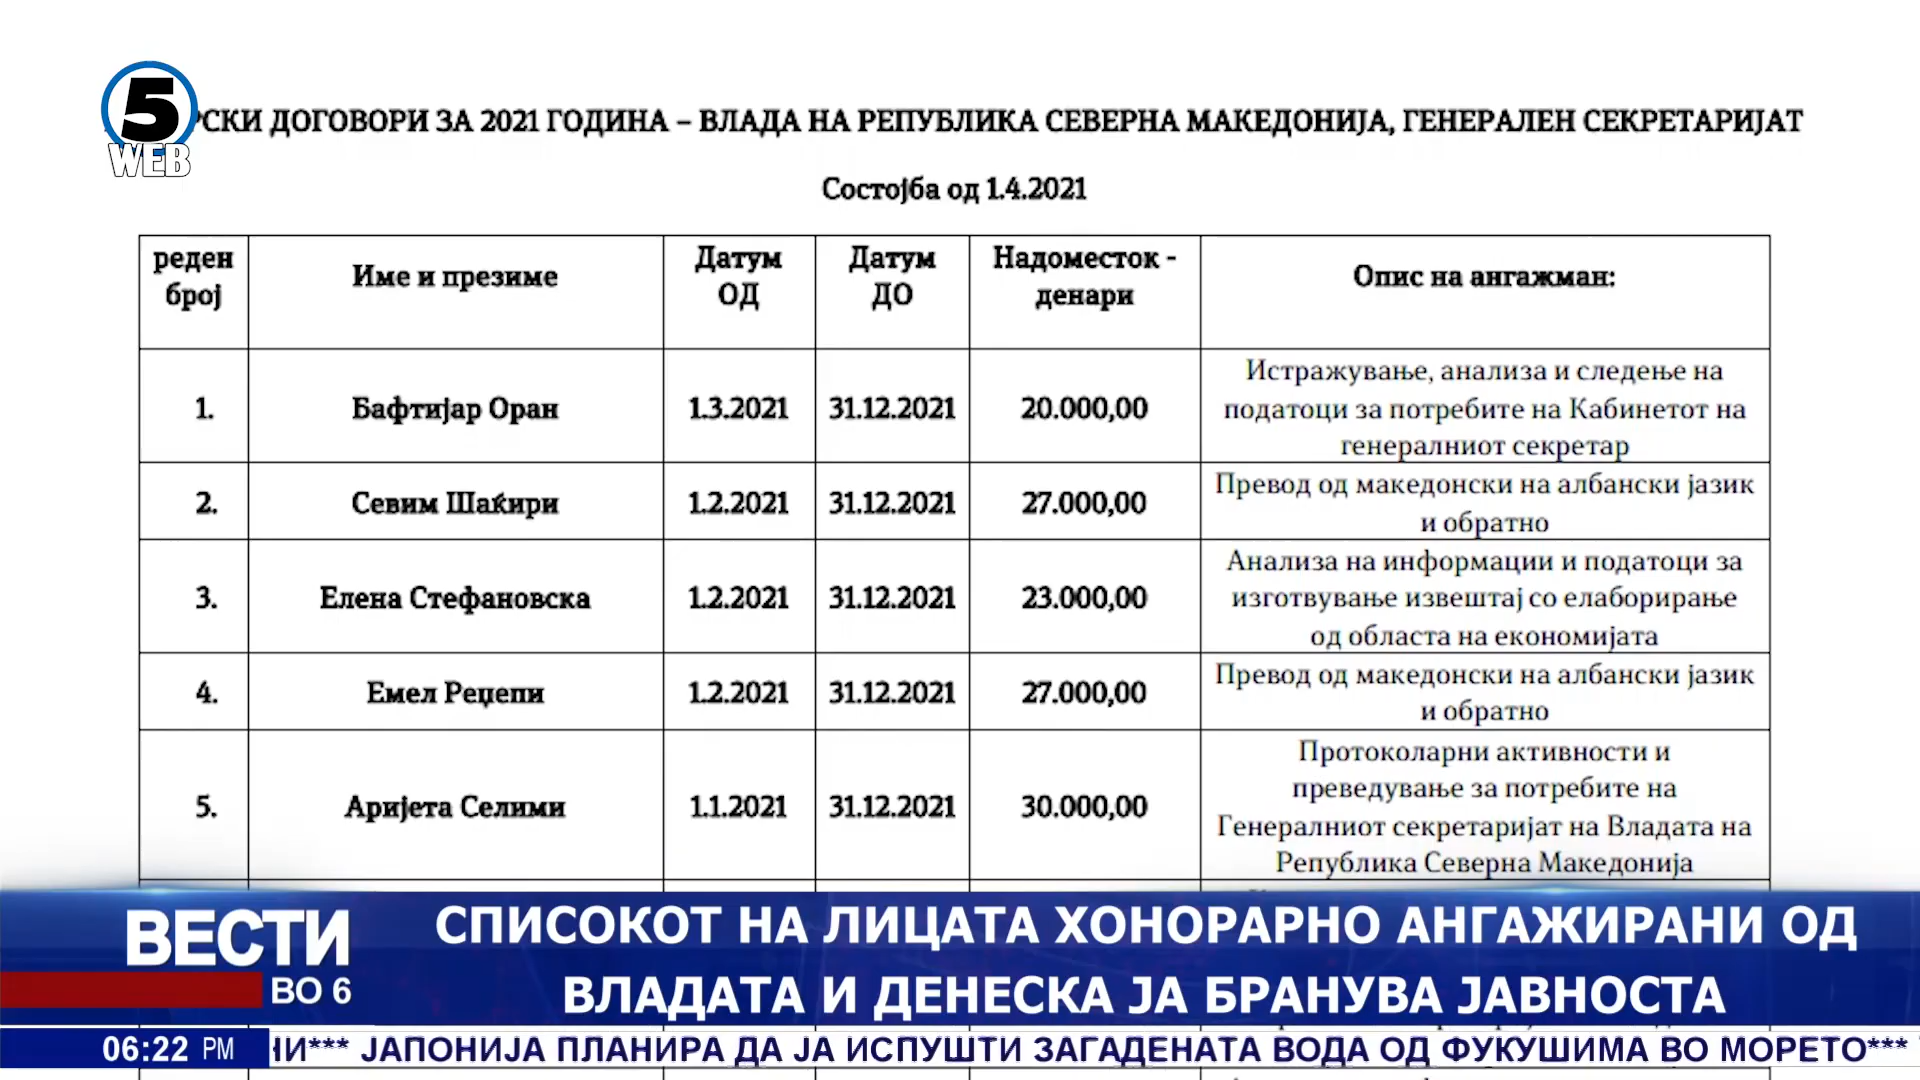 5
WEB
ДОГОВОРИ ЗА 2021 ГОДИНА – ВЛАДА НА РЕПУБЛИКА СЕВЕРНА МАКЕДОНИЈА, ГЕНЕРАЛЕН СЕКРЕТАРИЈАТ
Состојба од 1.4.2021
реден број Име и презиме Датум ОД Датум ДО Надоместок - денари Опис на ангажман:
1. Бафтијар Оран 1.3.2021 31.12.2021 20.000,00 Истражување, анализа и следење на
податоци за потребите на Кабинетот на
генералниот секретар
2. Севим Шаќири 1.2.2021 31.12.2021 27.000,00 Превод од македонски на албански јазик
и обратно
3. Елена Стефановска 1.2.2021 31.12.2021 23.000,00 Анализа на информации и податоци за
изготвување извештај со елаборирање
од областа на економијата
4. Емел Реџепи 1.2.2021 31.12.2021 27.000,00 Превод од македонски на албански јазик
и обратно
5. Аријета Селими 1.1.2021 31.12.2021 30.000,00 Протоколарни активности и
преведување за потребите на
Генералниот секретаријат на Владата на
Република Северна Македонија
ВЕСТИ
ВО 6
СПИСОКОТ НА ЛИЦАТА ХОНОРАРНО АНГАЖИРАНИ ОД
ВЛАДАТА И ДЕНЕСКА ЈА БРАНУВА ЈАВНОСТА
06:22 PM
*** ЈАПОНИЈА ПЛАНИРА ДА ЈА ИСПУШТИ ЗАГАДЕНАТА ВОДА ОД ФУКУШИМА ВО МОРЕТО***